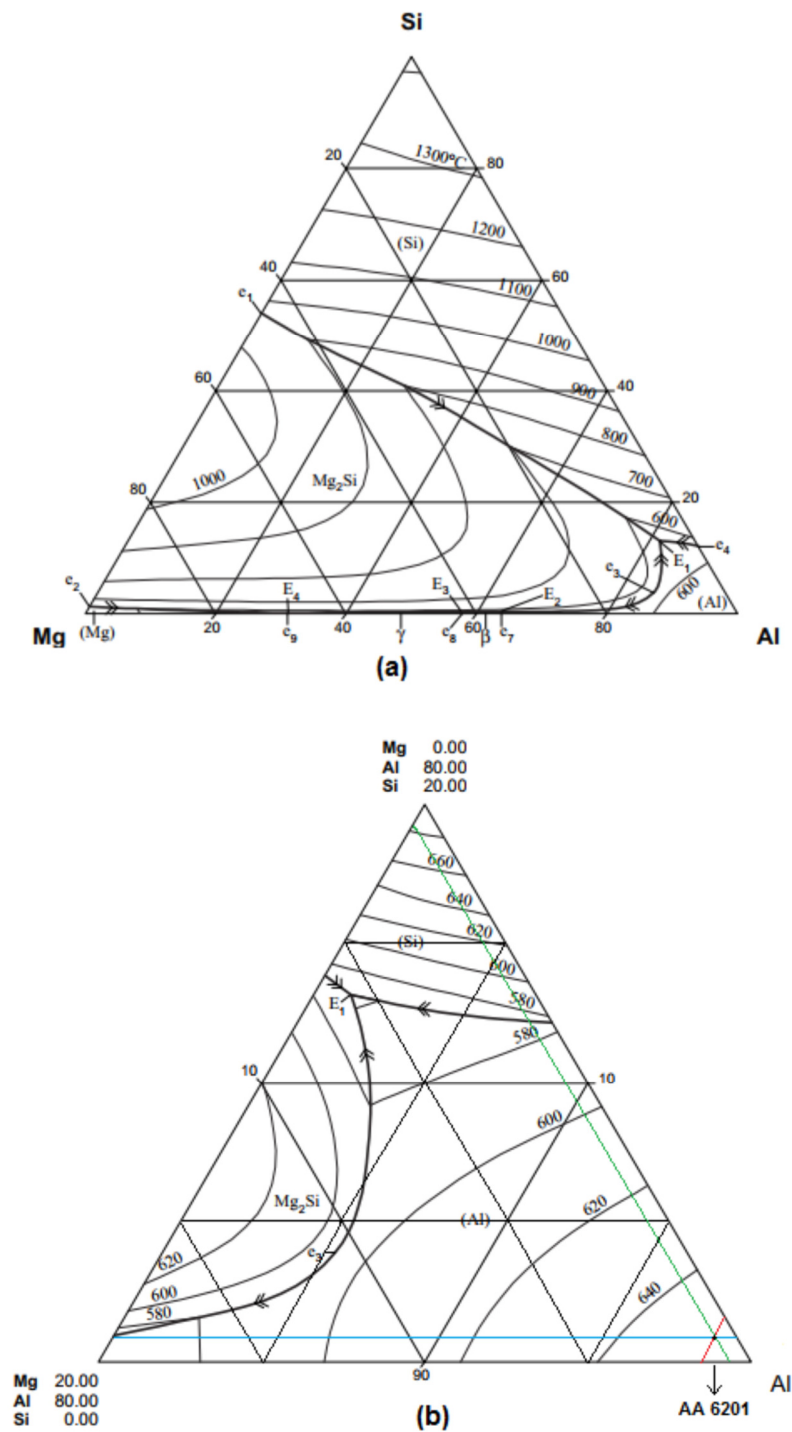 Si
1300°C
20
80
1200
(Si)
1100
40
60
e1
1000
900
60
40
800
Mg2Si
1000
700
80
20
600
e4
e3
E1
e2
E4
E3
E2
600
(Al)
Mg
(Mg)
20
e9
40
γ
e8
60
β
e7
80
Al
(a)
Mg 0.00
Al 80.00
Si 20.00
660
640
620
(Si)
600
580
E1
580
10
10
600
Mg2Si
(Al)
620
e3
620
600
640
580
Mg 20.00
Al 80.00
Si 0.00
90
Al
AA 6201
(b)